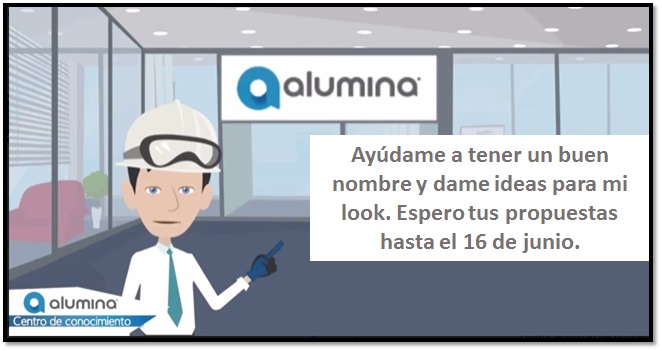 alumina
Ayúdame a tener un buen
nombre y dame ideas para mi
look. Espero tus propuestas
hasta el 16 de junio.
alumina
Centro de conocimiento